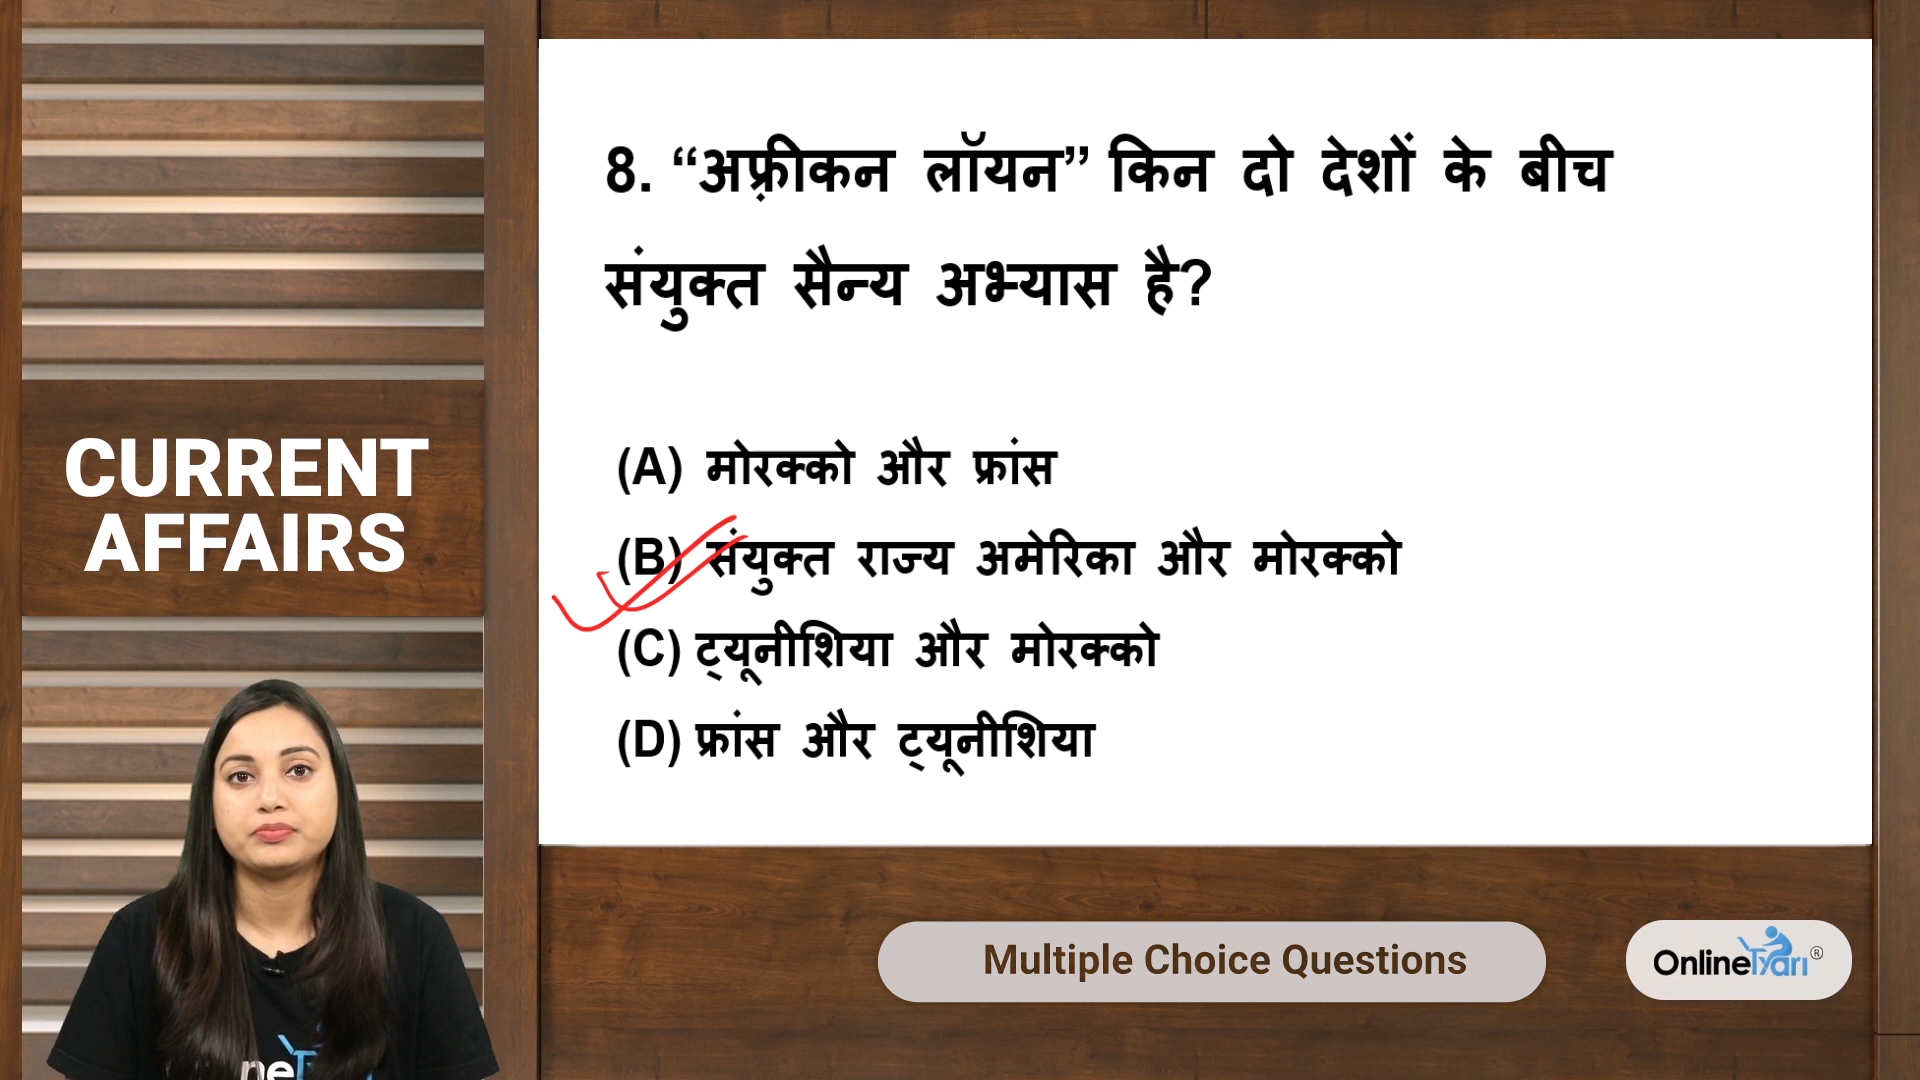 CURRENT
AFFAIRS
8. “अफ़्रीकन लॉयन” किन दो देशों के बीच
संयुक्त सैन्य अभ्यास है?
(A) मोरक्को और फ्रांस
(B) संयुक्त राज्य अमेरिका और मोरक्को
(C) ट्यूनीशिया और मोरक्को
(D) फ्रांस और ट्यूनीशिया
Multiple Choice Questions
OnlineTyari®
neT